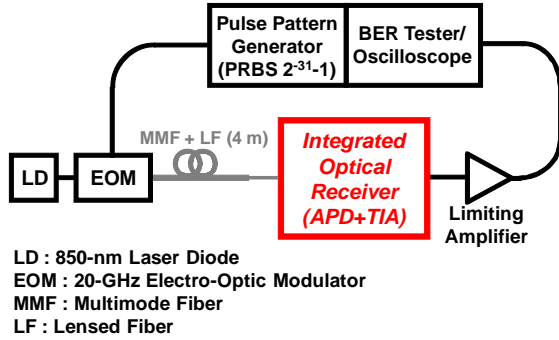 Pulse Pattern
Generator
(PRBS 2⁻³¹-1)
BER Tester/
Oscilloscope
MMF + LF (4 m)
LD
EOM
Integrated
Optical
Receiver
(APD+TIA)
Limiting
Amplifier
LD : 850-nm Laser Diode
EOM : 20-GHz Electro-Optic Modulator
MMF : Multimode Fiber
LF : Lensed Fiber